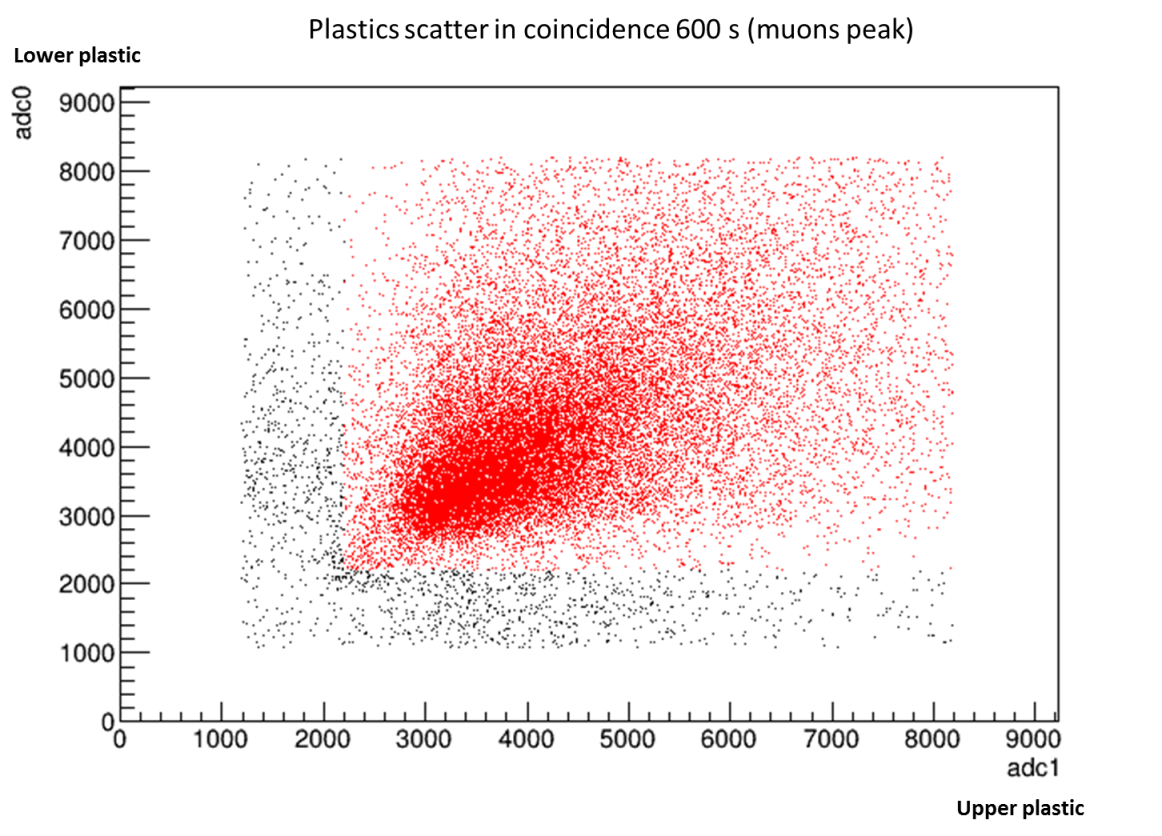 Plastics scatter in coincidence 600 s (muons peak)
Lower plastic
adc0
9000
8000
7000
6000
5000
4000
3000
2000
1000
0
0 1000 2000 3000 4000 5000 6000 7000 8000 9000
adc1
Upper plastic